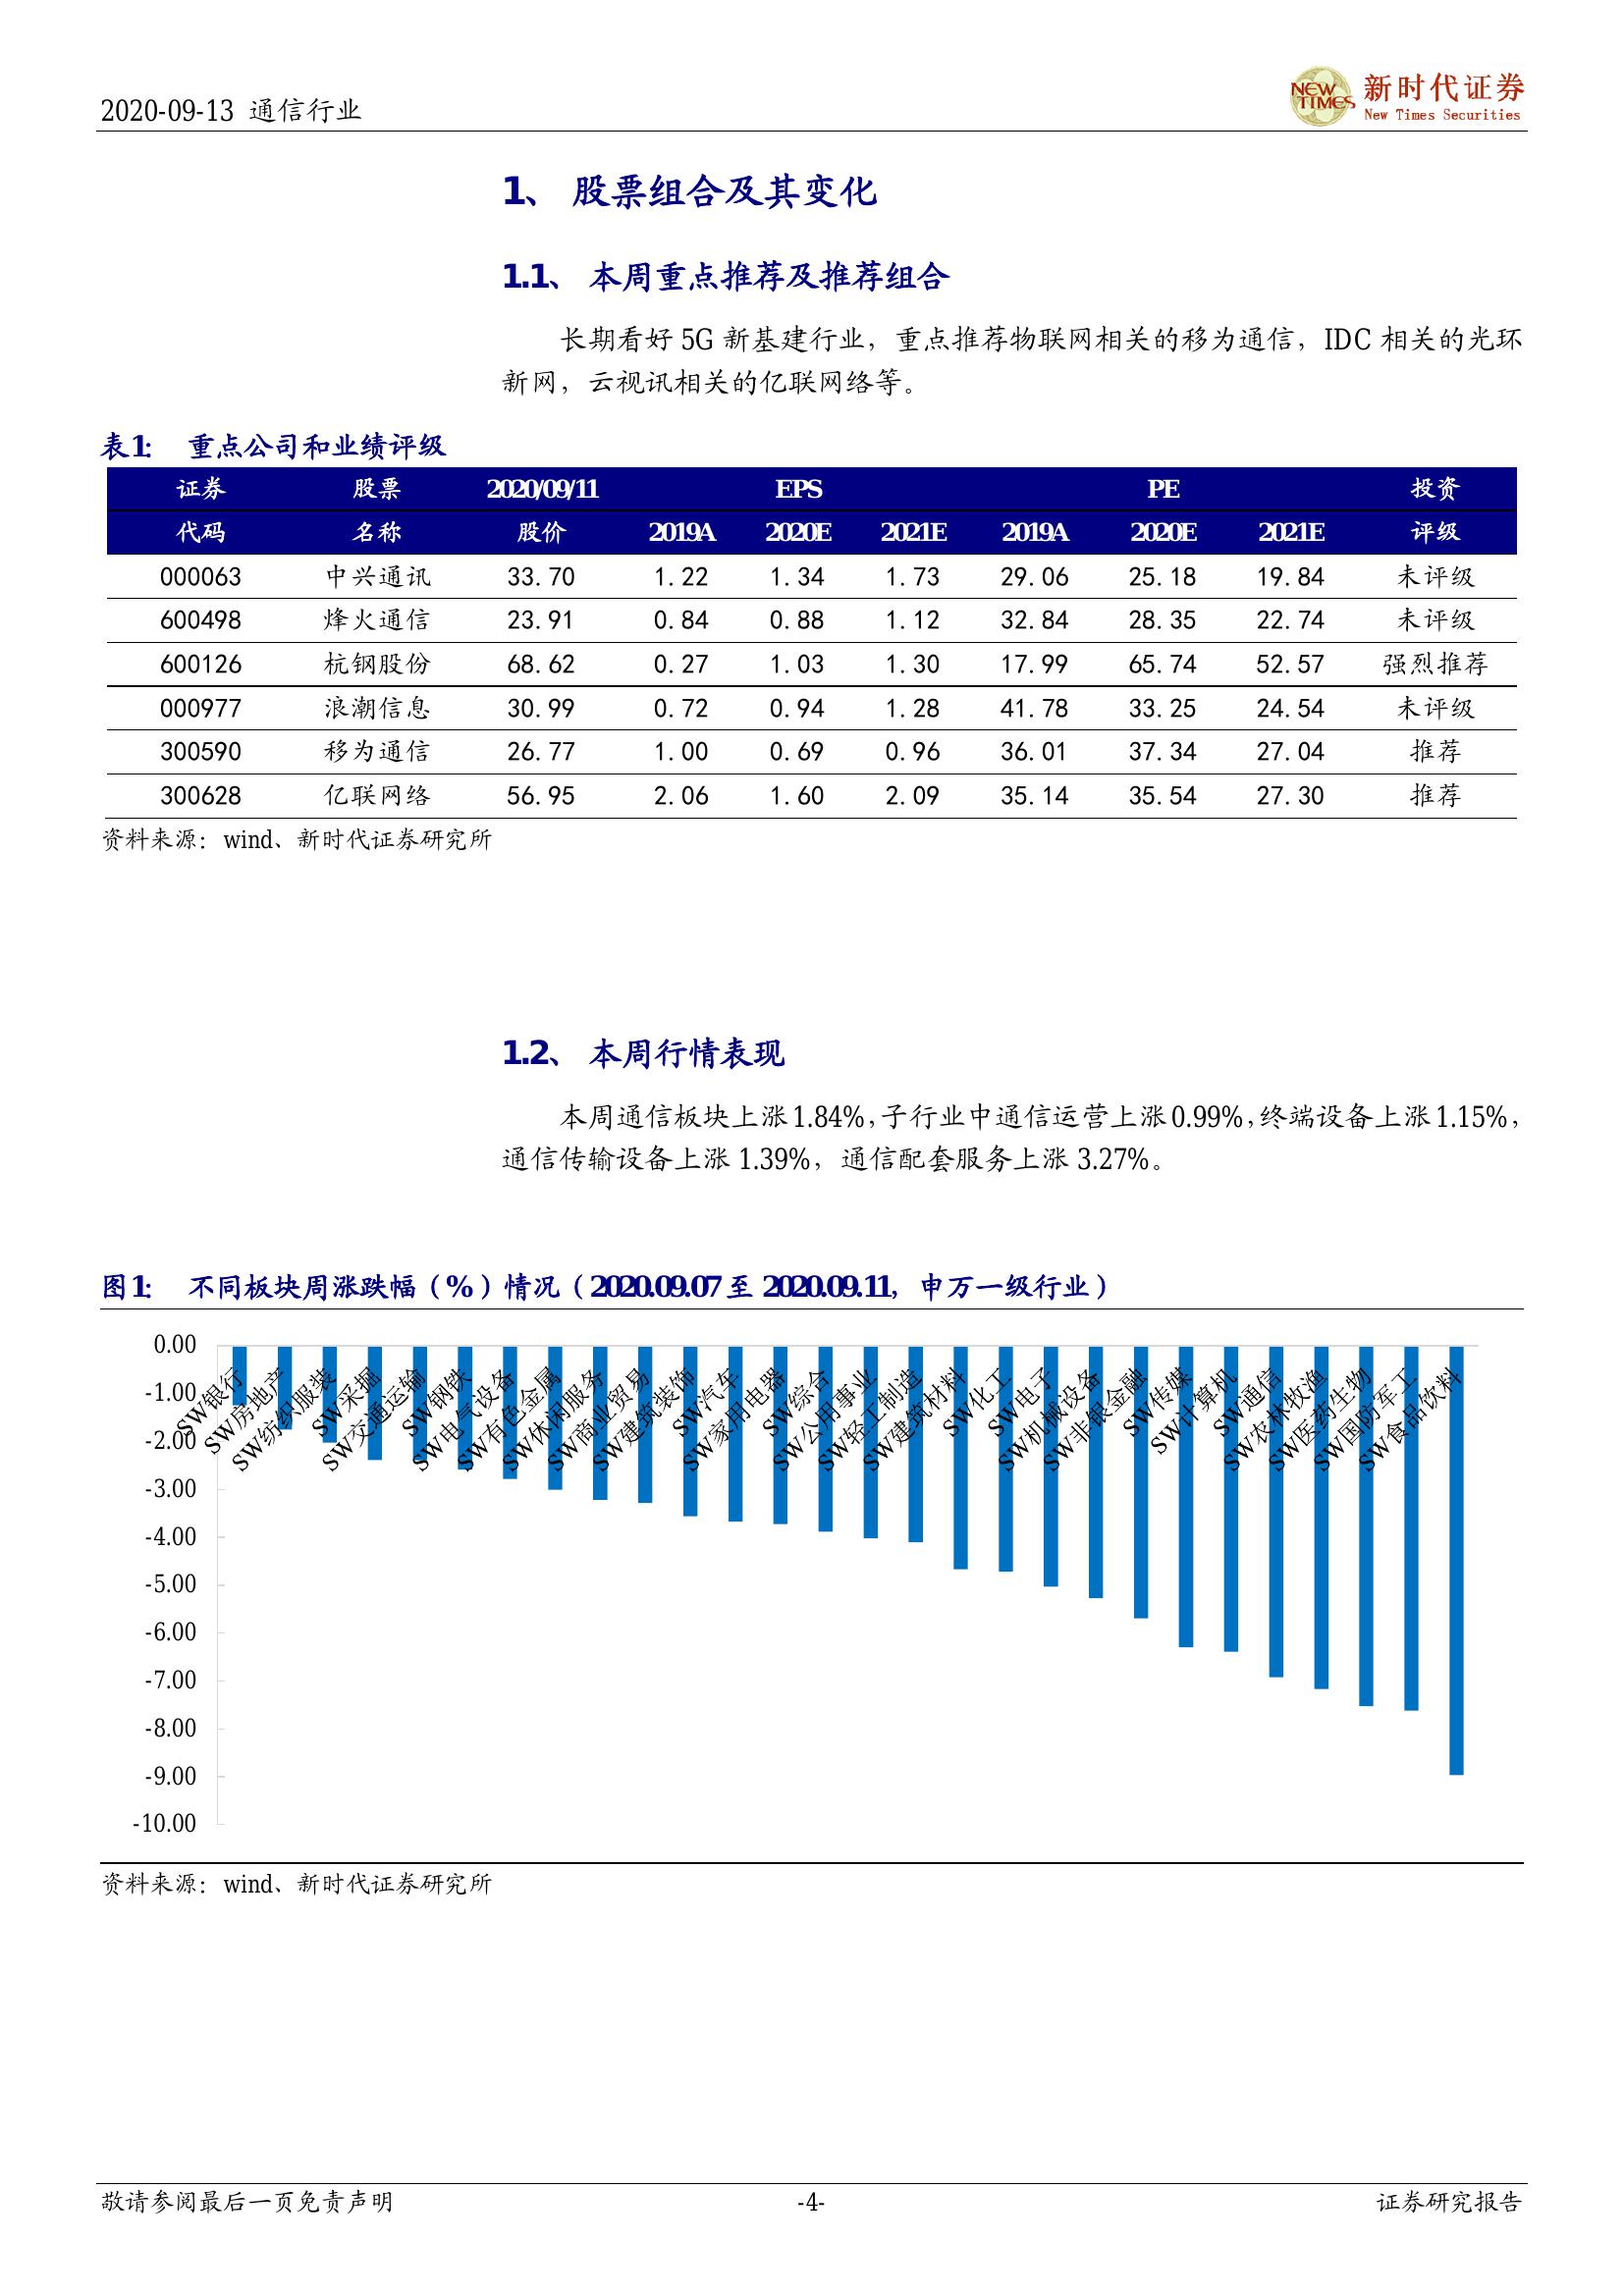 2020-09-13 通信行业
NEW TIMES
新时代证券
New Times Securities
1、 股票组合及其变化
1.1、 本周重点推荐及推荐组合
长期看好 5G 新基建行业，重点推荐物联网相关的移为通信，IDC 相关的光环
新网，云视讯相关的亿联网络等。
表1: 重点公司和业绩评级
证券 股票 2020/09/11 EPS PE 投资
代码 名称 股价 2019A 2020E 2021E 2019A 2020E 2021E 评级
000063 中兴通讯 33.70 1.22 1.34 1.73 29.06 25.18 19.84 未评级
600498 烽火通信 23.91 0.84 0.88 1.12 32.84 28.35 22.74 未评级
600126 杭钢股份 68.62 0.27 1.03 1.30 17.99 65.74 52.57 强烈推荐
000977 浪潮信息 30.99 0.72 0.94 1.28 41.78 33.25 24.54 未评级
300590 移为通信 26.77 1.00 0.69 0.96 36.01 37.34 27.04 推荐
300628 亿联网络 56.95 2.06 1.60 2.09 35.14 35.54 27.30 推荐
资料来源：wind、新时代证券研究所
1.2、 本周行情表现
本周通信板块上涨1.84%,子行业中通信运营上涨0.99%,终端设备上涨1.15%,
通信传输设备上涨 1.39%，通信配套服务上涨 3.27%。
图1: 不同板块周涨跌幅（%）情况（2020.09.07 至 2020.09.11，申万一级行业）
0.00
-1.00
-2.00
-3.00
-4.00
-5.00
-6.00
-7.00
-8.00
-9.00
-10.00
SW银行
SW房地产
SW纺织服装
SW采掘
SW交通运输
SW钢铁
SW电气设备
SW有色金属
SW休闲服务
SW商业贸易
SW建筑装饰
SW汽车
SW家用电器
SW综合
SW公用事业
SW轻工制造
SW建筑材料
SW化工
SW电子
SW机械设备
SW非银金融
SW传媒
SW计算机
SW通信
SW农林牧渔
SW医药生物
SW国防军工
SW食品饮料
资料来源：wind、新时代证券研究所
敬请参阅最后一页免责声明 -4- 证券研究报告